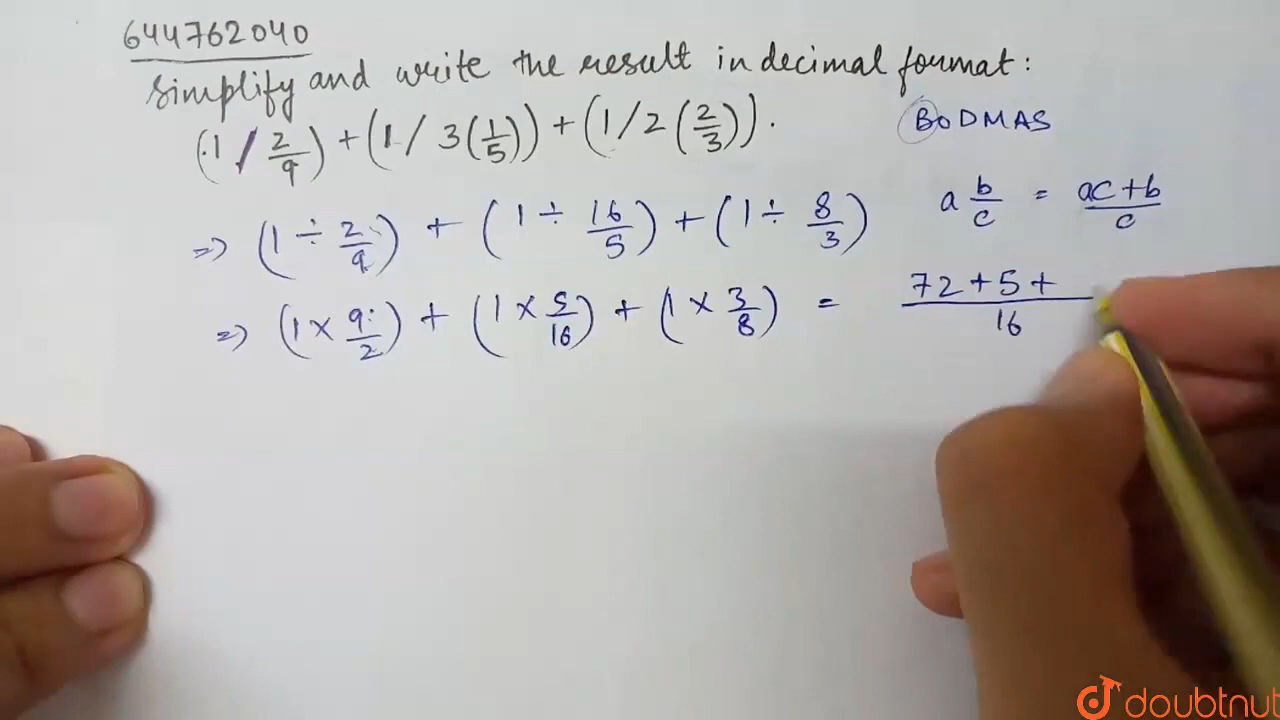 644762040
simplify and write the result in decimal format:
(1 / 2/9) + (1 / 3(1/5)) + (1 / 2(2/3)).
BODMAS
a b/c = ac+b/c
=> (1 ÷ 2/9) + (1 ÷ 16/5) + (1 ÷ 8/3)
=> (1 × 9/2) + (1 × 5/16) + (1 × 3/8) = 72+5+/16
doubtnut